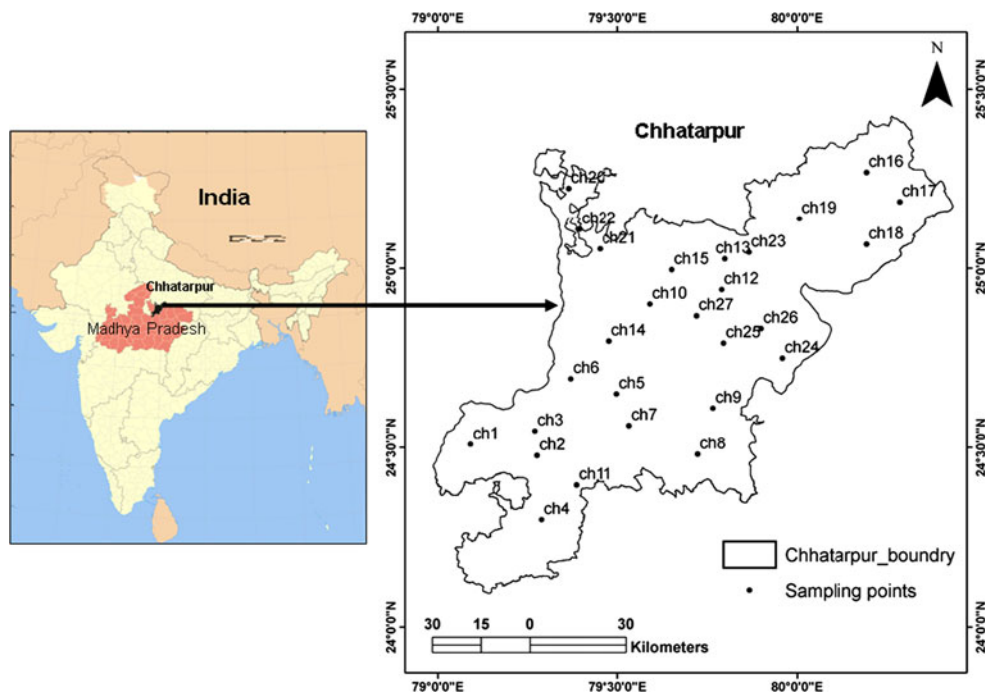 79°0'0"E 79°30'0"E 80°0'0"E
N
25°30'0"N 25°30'0"N
Chhatarpur
India
ch20
ch16
ch17
ch22
ch19
ch21
ch23
ch18
ch13
ch15
25°0'0"N 25°0'0"N
Chhatarpur
ch12
ch10
ch27
Madhya Pradesh
ch26
ch14
ch25
ch24
ch6
ch5
ch9
ch3
ch7
ch1
ch2
ch8
24°30'0"N 24°30'0"N
ch11
ch4
Chhatarpur_boundry
Sampling points
24°0'0"N 24°0'0"N
30 15 0 30
Kilometers
79°0'0"E 79°30'0"E 80°0'0"E